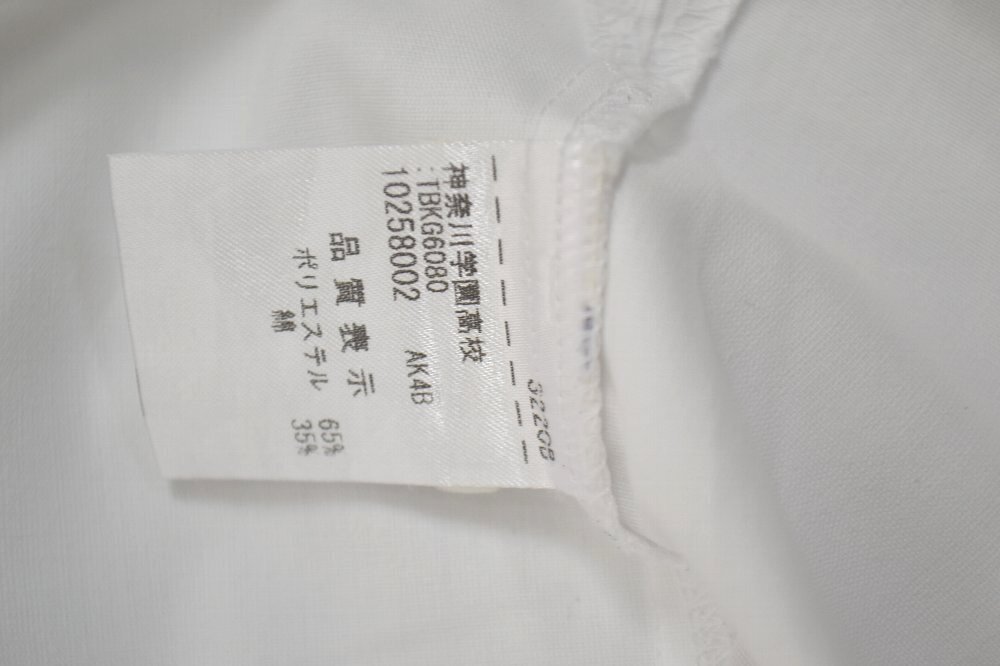 3220B
神奈川学園高校
:TBKG6080
10258002 AK4B
品質表示
ポリエステル 65%
綿 35%